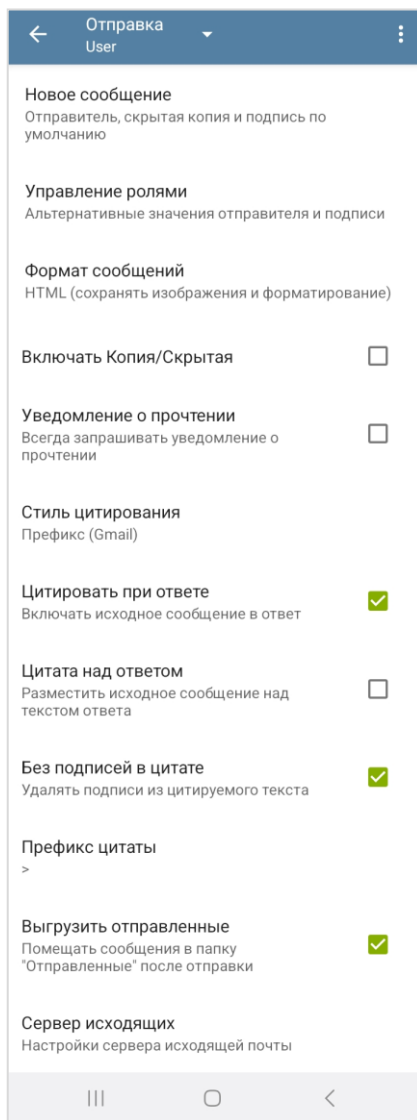 Отправка
User
Новое сообщение
Отправитель, скрытая копия и подпись по
умолчанию
Управление ролями
Альтернативные значения отправителя и подписи
Формат сообщений
HTML (сохранять изображения и форматирование)
Включать Копия/Скрытая
Уведомление о прочтении
Всегда запрашивать уведомление о
прочтении
Стиль цитирования
Префикс (Gmail)
Цитировать при ответе
Включать исходное сообщение в ответ
Цитата над ответом
Разместить исходное сообщение над
текстом ответа
Без подписей в цитате
Удалять подписи из цитируемого текста
Префикс цитаты
>
Выгрузить отправленные
Помещать сообщения в папку
"Отправленные" после отправки
Сервер исходящих
Настройки сервера исходящей почты